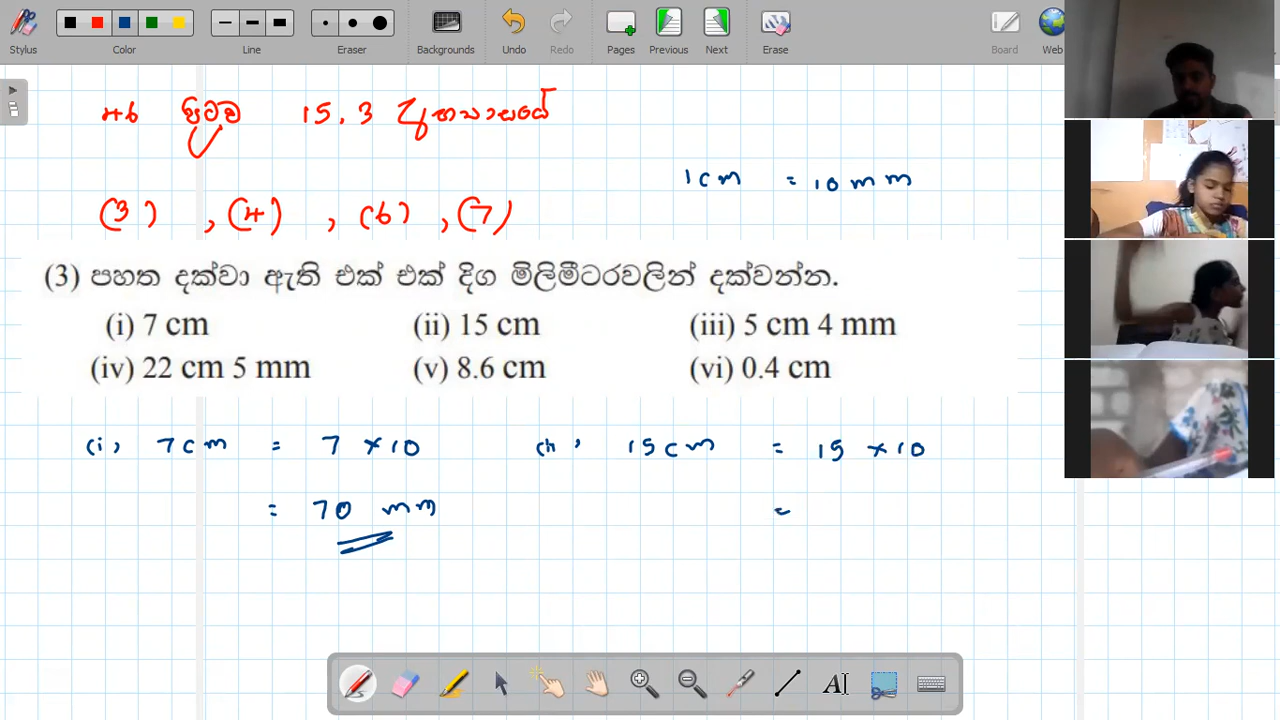 Stylus Color Line Eraser Backgrounds Undo Redo Pages Previous Next Erase Board Web
46 පිටුව 15.3 අභ්‍යාසයේ
1cm = 10mm
(3) , (4) , (6) , (7)
(3) පහත දක්වා ඇති එක් එක් දිග මිලිමීටරවලින් දක්වන්න.
(i) 7 cm (ii) 15 cm (iii) 5 cm 4 mm
(iv) 22 cm 5 mm (v) 8.6 cm (vi) 0.4 cm
(i) 7cm = 7 × 10 (ii) 15cm = 15 × 10
= 70 mm =